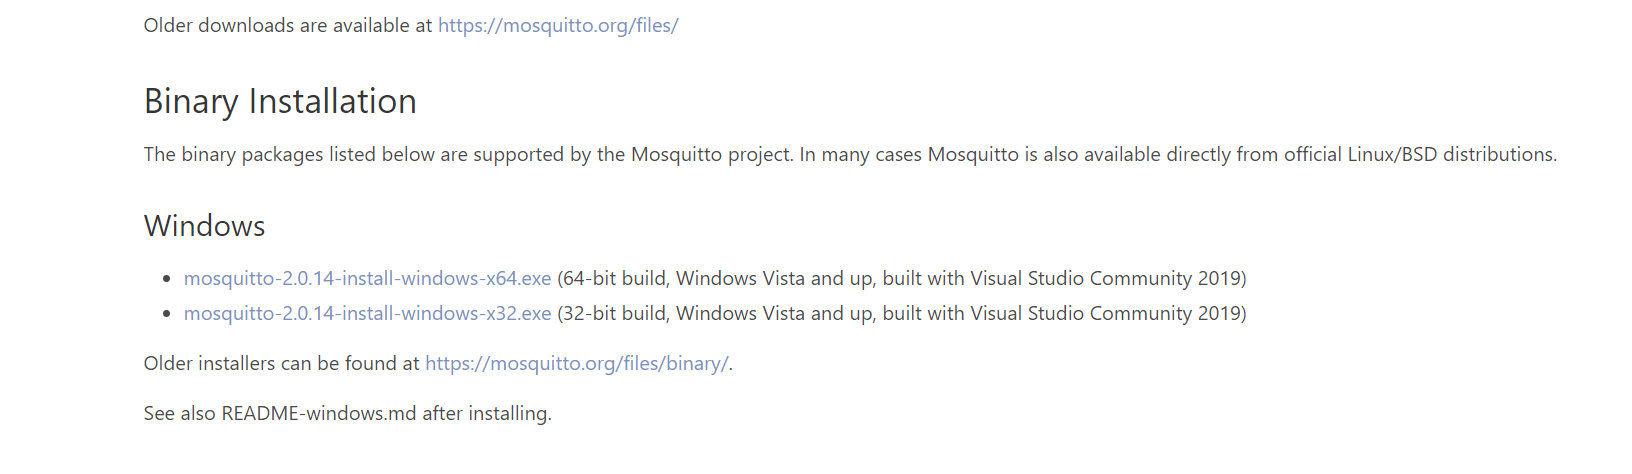 Older downloads are available at https://mosquitto.org/files/
Binary Installation
The binary packages listed below are supported by the Mosquitto project. In many cases Mosquitto is also available directly from official Linux/BSD distributions.
Windows
• mosquitto-2.0.14-install-windows-x64.exe (64-bit build, Windows Vista and up, built with Visual Studio Community 2019)
• mosquitto-2.0.14-install-windows-x32.exe (32-bit build, Windows Vista and up, built with Visual Studio Community 2019)
Older installers can be found at https://mosquitto.org/files/binary/.
See also README-windows.md after installing.